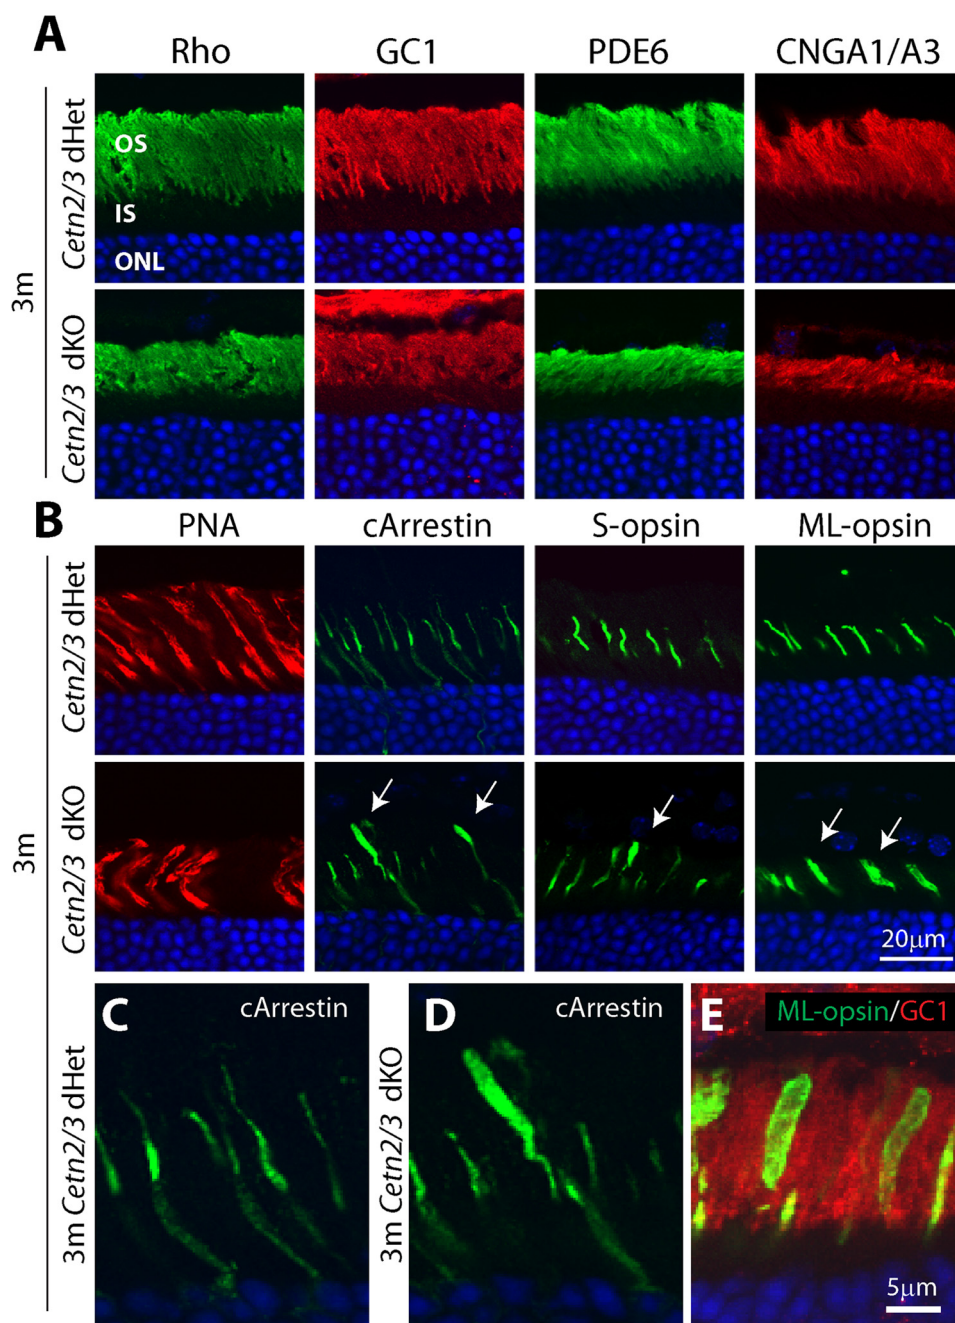 A
Rho GC1 PDE6 CNGA1/A3
3m
Cetn2/3 dHet
OS
IS
ONL
Cetn2/3 dKO
B
PNA cArrestin S-opsin ML-opsin
3m
Cetn2/3 dHet
Cetn2/3 dKO
20μm
C cArrestin
3m Cetn2/3 dHet
D cArrestin
3m Cetn2/3 dKO
E ML-opsin/GC1
5μm